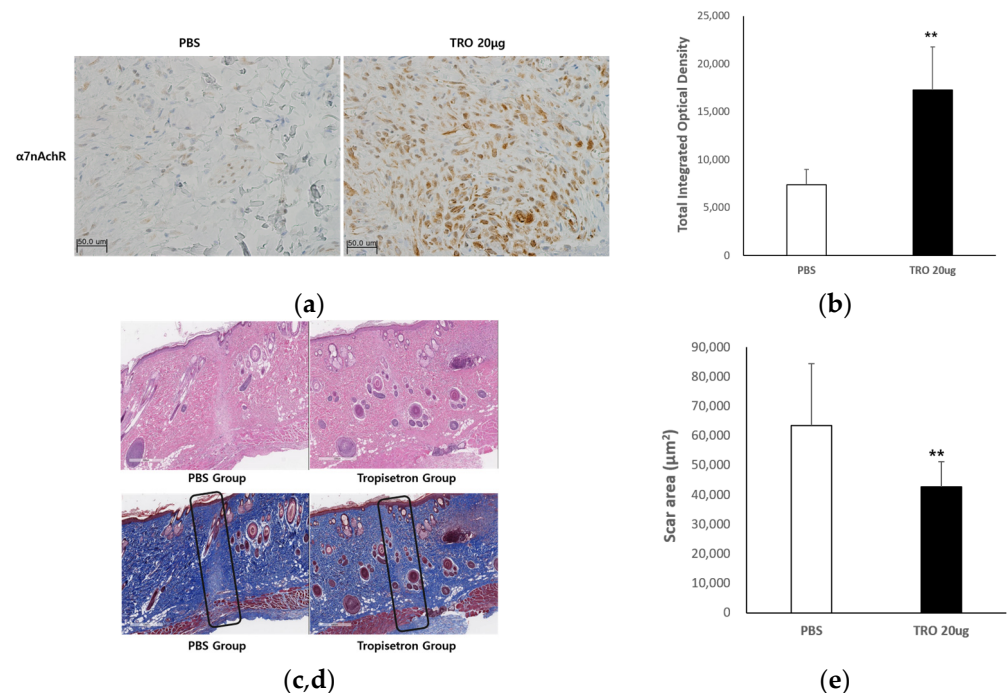 PBS
TRO 20µg
α7nAchR
50.0 um
50.0 um
(a)
Total Integrated Optical Density
25,000
20,000
15,000
10,000
5,000
0
**
PBS
TRO 20ug
(b)
PBS Group
Tropisetron Group
PBS Group
Tropisetron Group
(c,d)
Scar area (µm²)
90,000
80,000
70,000
60,000
50,000
40,000
30,000
20,000
10,000
0
**
PBS
TRO 20ug
(e)